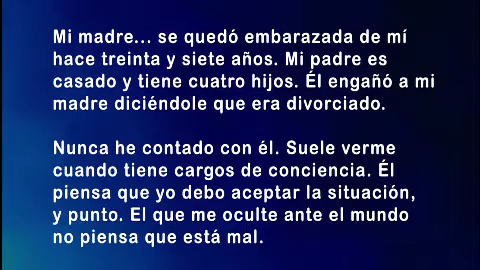 Mi madre... se quedó embarazada de mí
hace treinta y siete años. Mi padre es
casado y tiene cuatro hijos. Él engañó a mi
madre diciéndole que era divorciado.
Nunca he contado con él. Suele verme
cuando tiene cargos de conciencia. Él
piensa que yo debo aceptar la situación,
y punto. El que me oculte ante el mundo
no piensa que está mal.